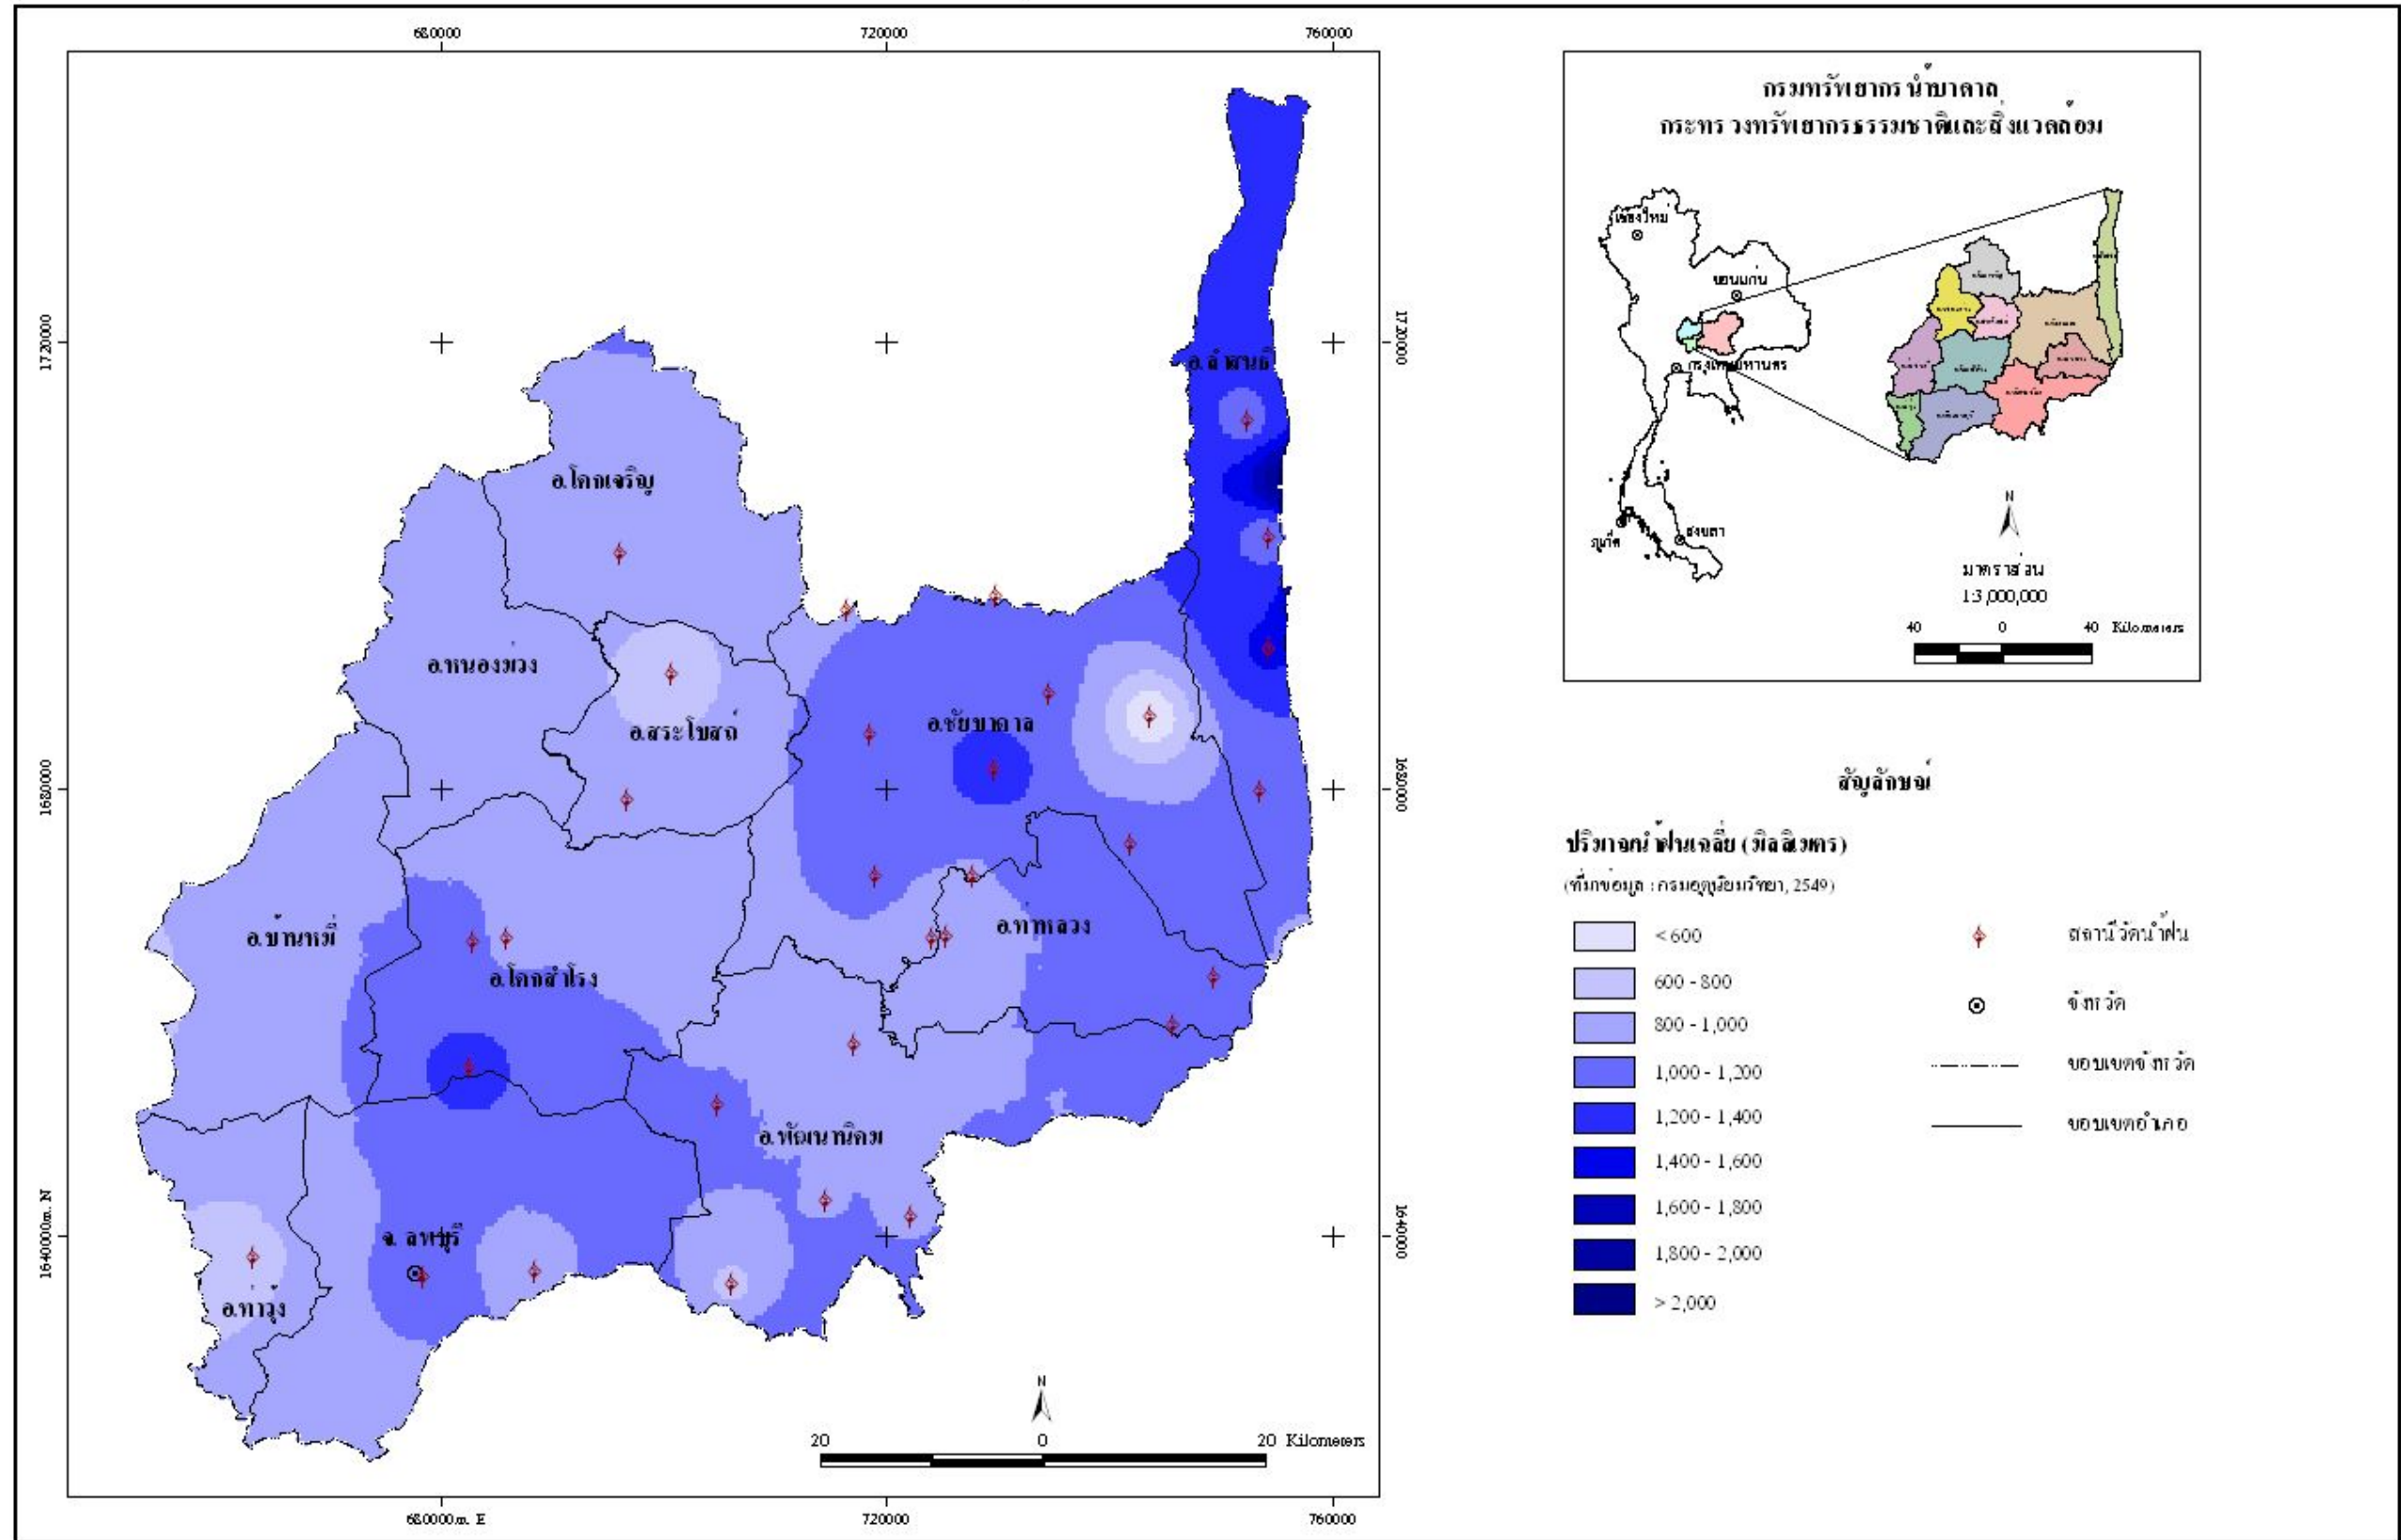 680000
720000
760000
1720000
1720000
1680000
1680000
1640000m. N
1640000
680000m. E
720000
760000
อ.ลำสนธิ
อ.โคกเจริญ
อ.หนองม่วง
อ.สระโบสถ์
อ.ชัยบาดาล
อ.บ้านหมี่
อ.ท่าหลวง
อ.โคกสำโรง
อ.พัฒนานิคม
จ. ลพบุรี
อ.ท่าวุ้ง
N
20 0 20 Kilometers
กรมทรัพยากรน้ำบาดาล
กระทรวงทรัพยากรธรรมชาติและสิ่งแวดล้อม
เชียงใหม่
ขอนแก่น
กรุงเทพมหานคร
ภูเก็ต
สงขลา
N
มาตราส่วน
1:3,000,000
40 0 40 Kilometers
สัญลักษณ์
ปริมาณน้ำฝนเฉลี่ย (มิลลิเมตร)
(ที่มาข้อมูล : กรมอุตุนิยมวิทยา, 2549)
< 600
600 - 800
800 - 1,000
1,000 - 1,200
1,200 - 1,400
1,400 - 1,600
1,600 - 1,800
1,800 - 2,000
> 2,000
สถานีวัดน้ำฝน
จังหวัด
ขอบเขตจังหวัด
ขอบเขตอำเภอ